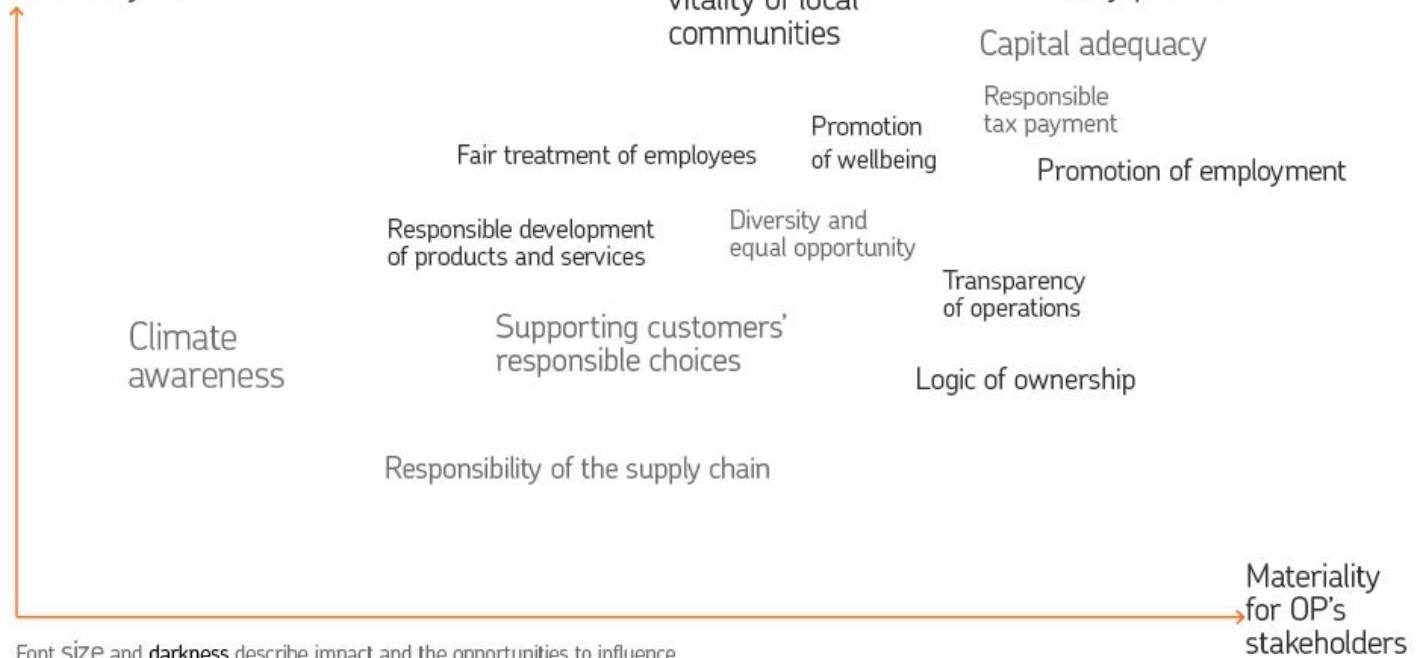 vitality of local
communities
Capital adequacy
Responsible
tax payment
Promotion
of wellbeing
Fair treatment of employees
Promotion of employment
Responsible development
of products and services
Diversity and
equal opportunity
Transparency
of operations
Climate
awareness
Supporting customers’
responsible choices
Logic of ownership
Responsibility of the supply chain
Materiality
for OP’s
stakeholders
Font size and darkness describe impact and the opportunities to influence